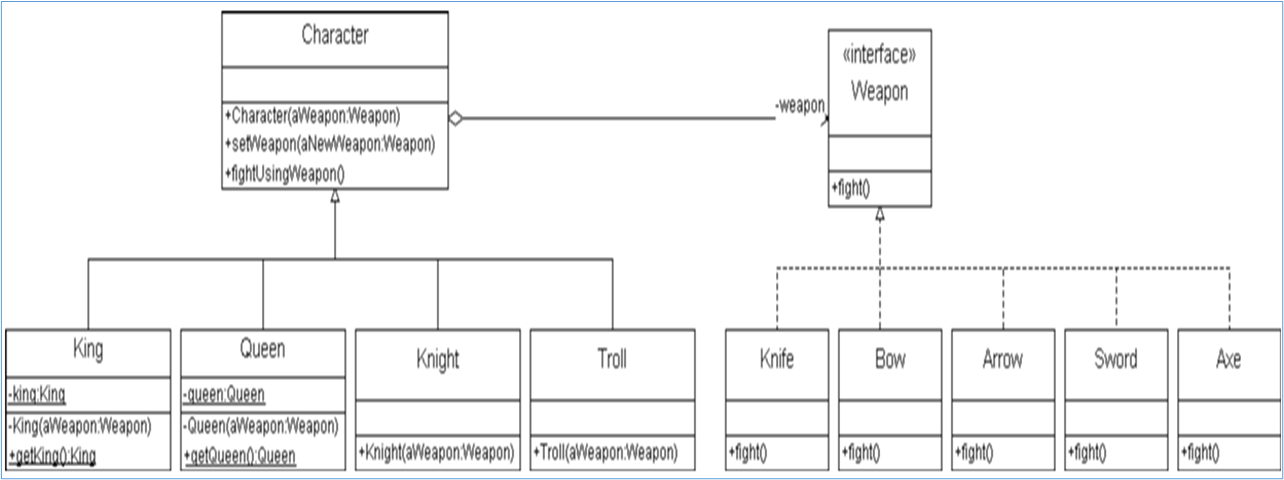 Character
+Character(aWeapon:Weapon)
+setWeapon(aNewWeapon:Weapon)
+fightUsingWeapon()
-weapon
«interface»
Weapon
+fight()
King
-king:King
-King(aWeapon:Weapon)
+getKing():King
Queen
-queen:Queen
-Queen(aWeapon:Weapon)
+getQueen():Queen
Knight
+Knight(aWeapon:Weapon)
Troll
+Troll(aWeapon:Weapon)
Knife
+fight()
Bow
+fight()
Arrow
+fight()
Sword
+fight()
Axe
+fight()